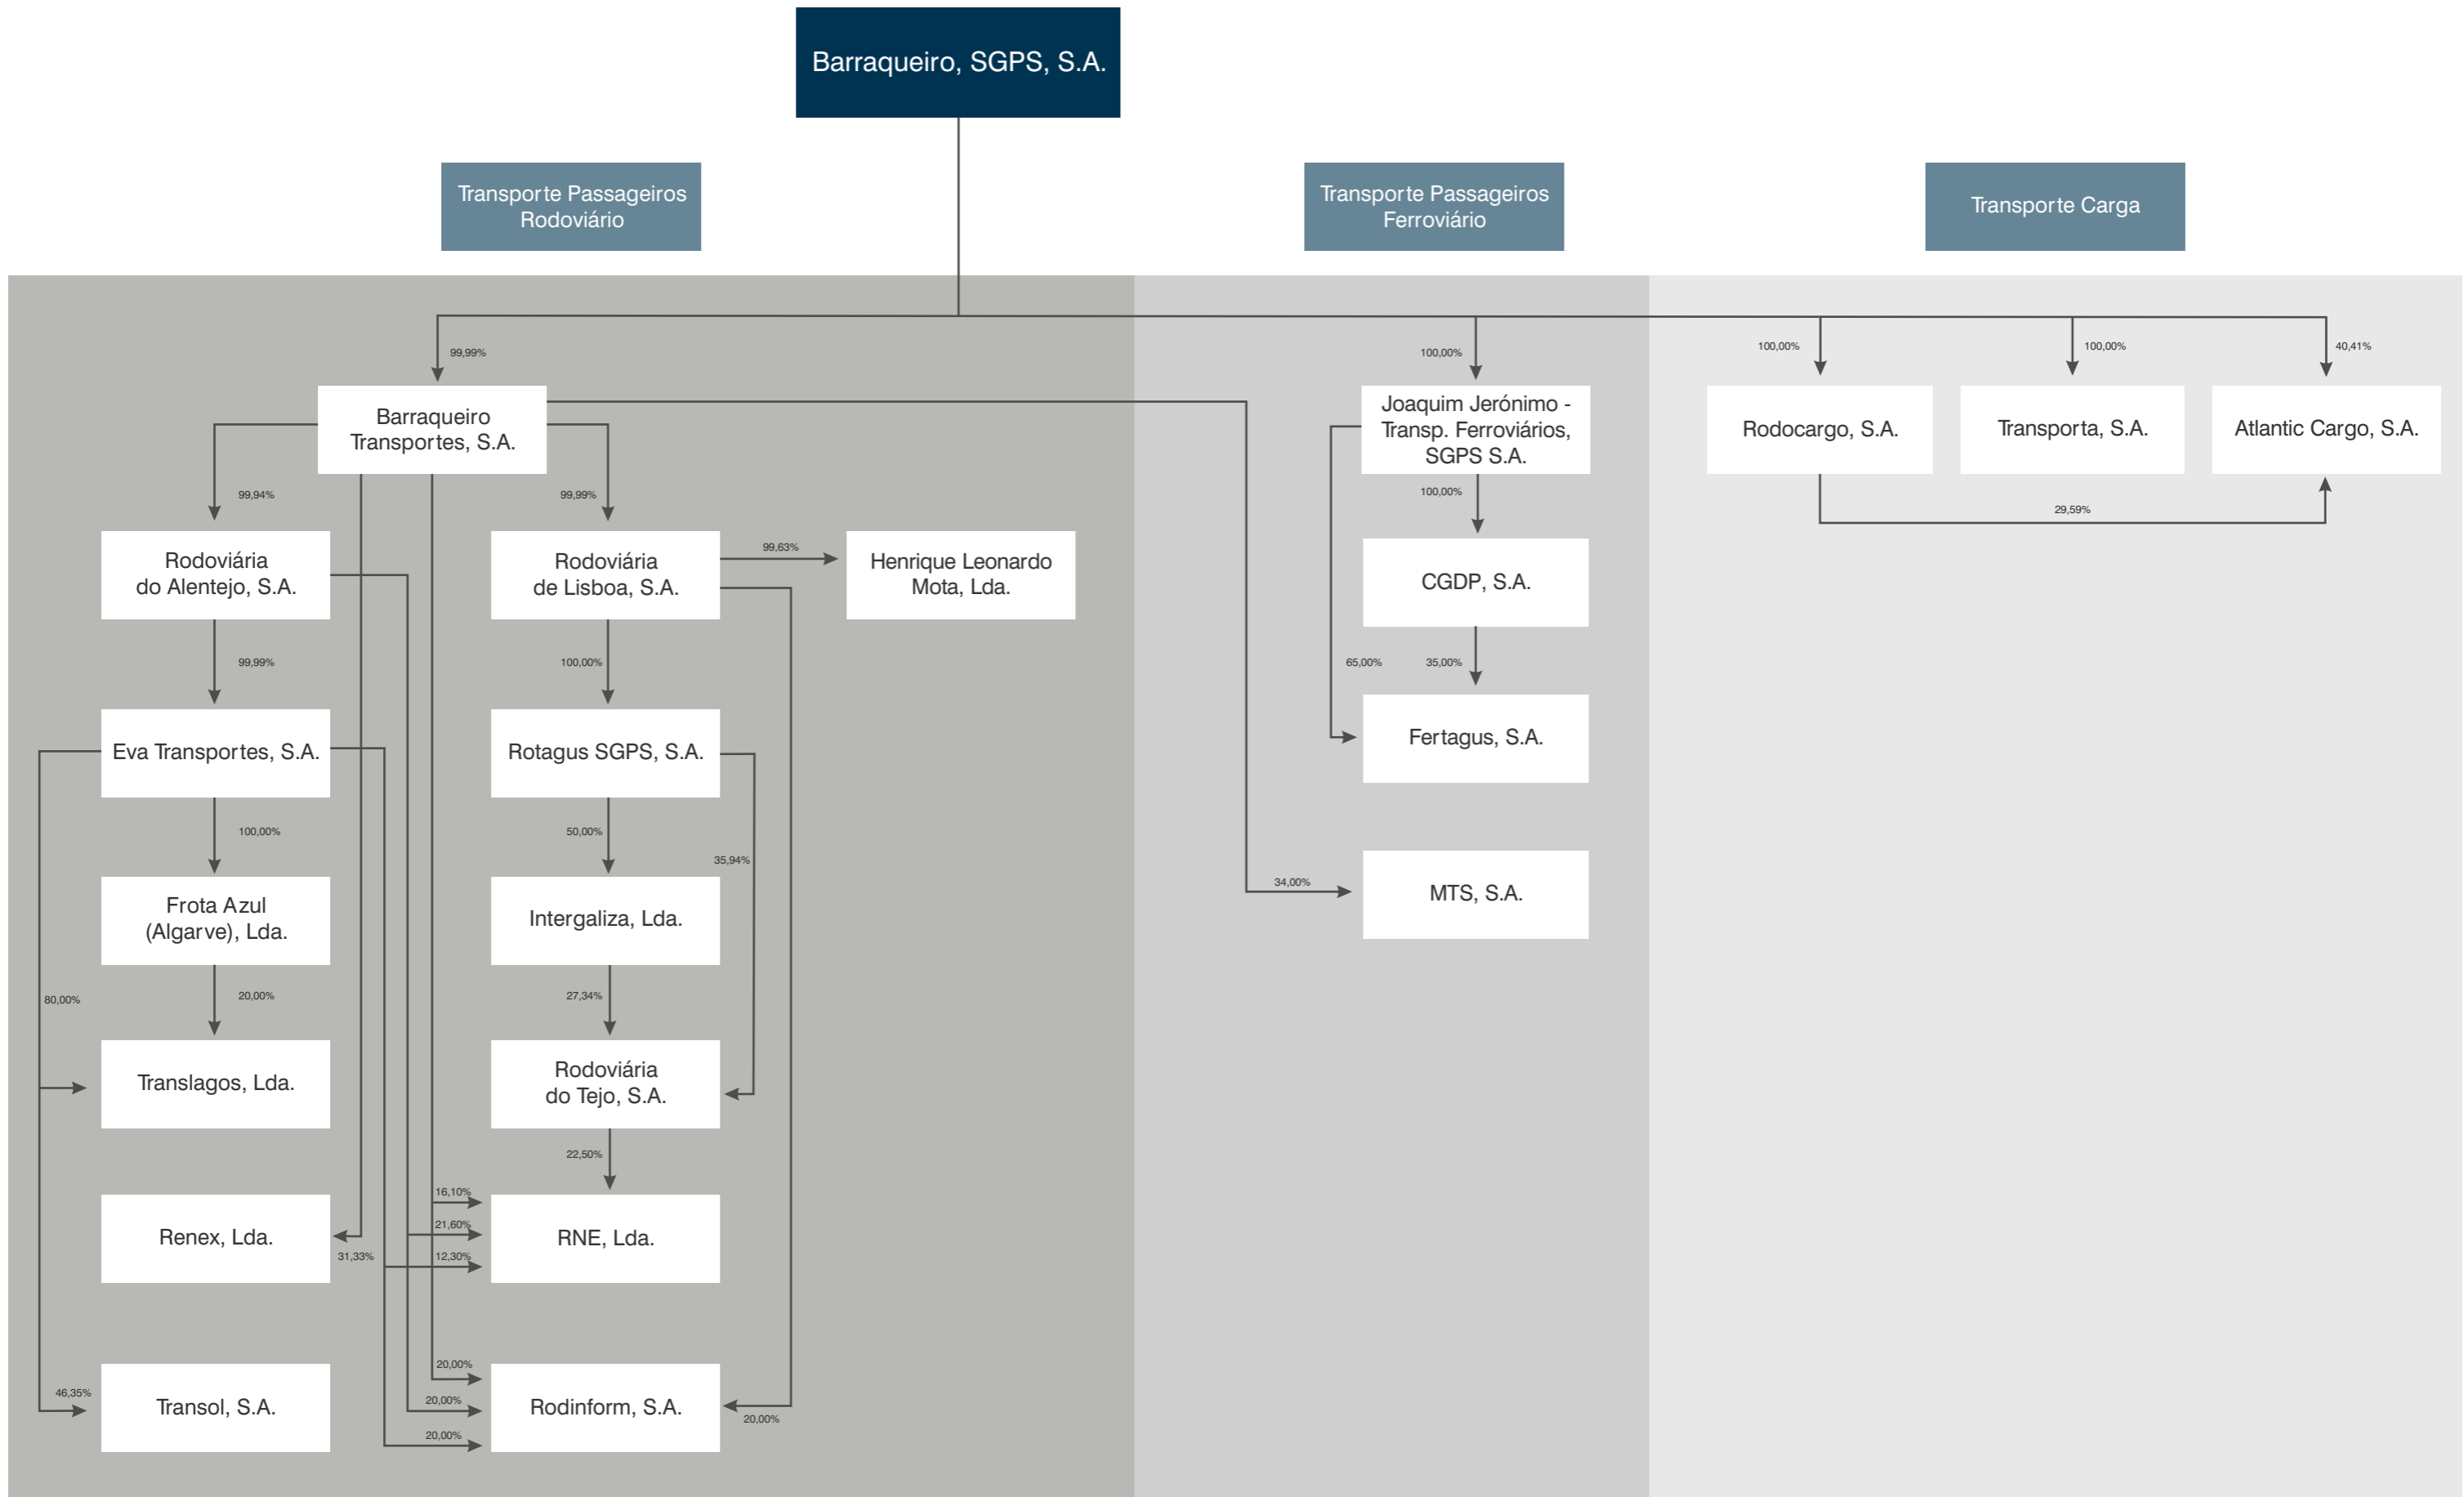 Barraqueiro, SGPS, S.A.
Transporte Passageiros
Rodoviário
Transporte Passageiros
Ferroviário
Transporte Carga
99,99%
100,00%
100,00%
100,00%
40,41%
Barraqueiro
Transportes, S.A.
Joaquim Jerónimo -
Transp. Ferroviários,
SGPS S.A.
Rodocargo, S.A.
Transporta, S.A.
Atlantic Cargo, S.A.
99,94%
99,99%
100,00%
29,59%
Rodoviária
do Alentejo, S.A.
Rodoviária
de Lisboa, S.A.
99,63%
Henrique Leonardo
Mota, Lda.
CGDP, S.A.
99,99%
100,00%
65,00%
35,00%
Eva Transportes, S.A.
Rotagus SGPS, S.A.
Fertagus, S.A.
100,00%
50,00%
35,94%
34,00%
MTS, S.A.
Frota Azul
(Algarve), Lda.
Intergaliza, Lda.
80,00%
20,00%
27,34%
Translagos, Lda.
Rodoviária
do Tejo, S.A.
22,50%
16,10%
21,60%
12,30%
Renex, Lda.
31,33%
RNE, Lda.
20,00%
46,35%
20,00%
20,00%
20,00%
Transol, S.A.
Rodinform, S.A.